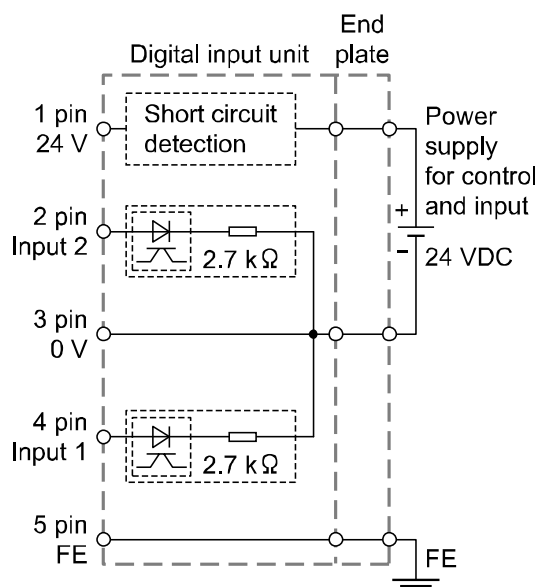 End
plate
Digital input unit
1 pin
24 V
Short circuit
detection
Power
supply
for control
and input
+
−
24 VDC
2 pin
Input 2
2.7 k Ω
3 pin
0 V
4 pin
Input 1
2.7 k Ω
5 pin
FE
FE